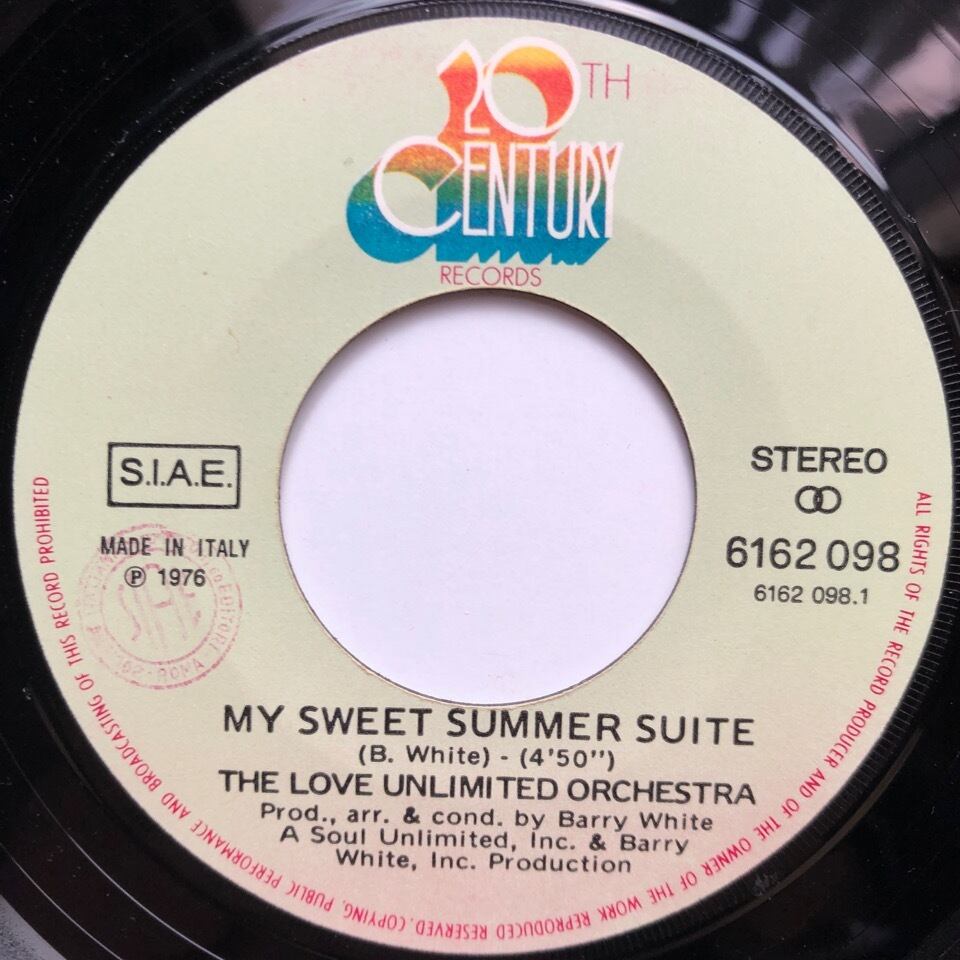 20TH
CENTURY
RECORDS
S.I.A.E.
MADE IN ITALY
℗ 1976
STEREO
6162 098
6162 098.1
MY SWEET SUMMER SUITE
(B. White) - (4'50")
THE LOVE UNLIMITED ORCHESTRA
Prod., arr. & cond. by Barry White
A Soul Unlimited, Inc. & Barry
White, Inc. Production
ALL RIGHTS OF THE RECORD PRODUCER AND OF THE OWNER OF THE WORK REPRODUCED RESERVED. COPYING, PUBLIC PERFORMANCE AND BROADCASTING OF THIS RECORD PROHIBITED
SIAE
EDITORI
ROMA